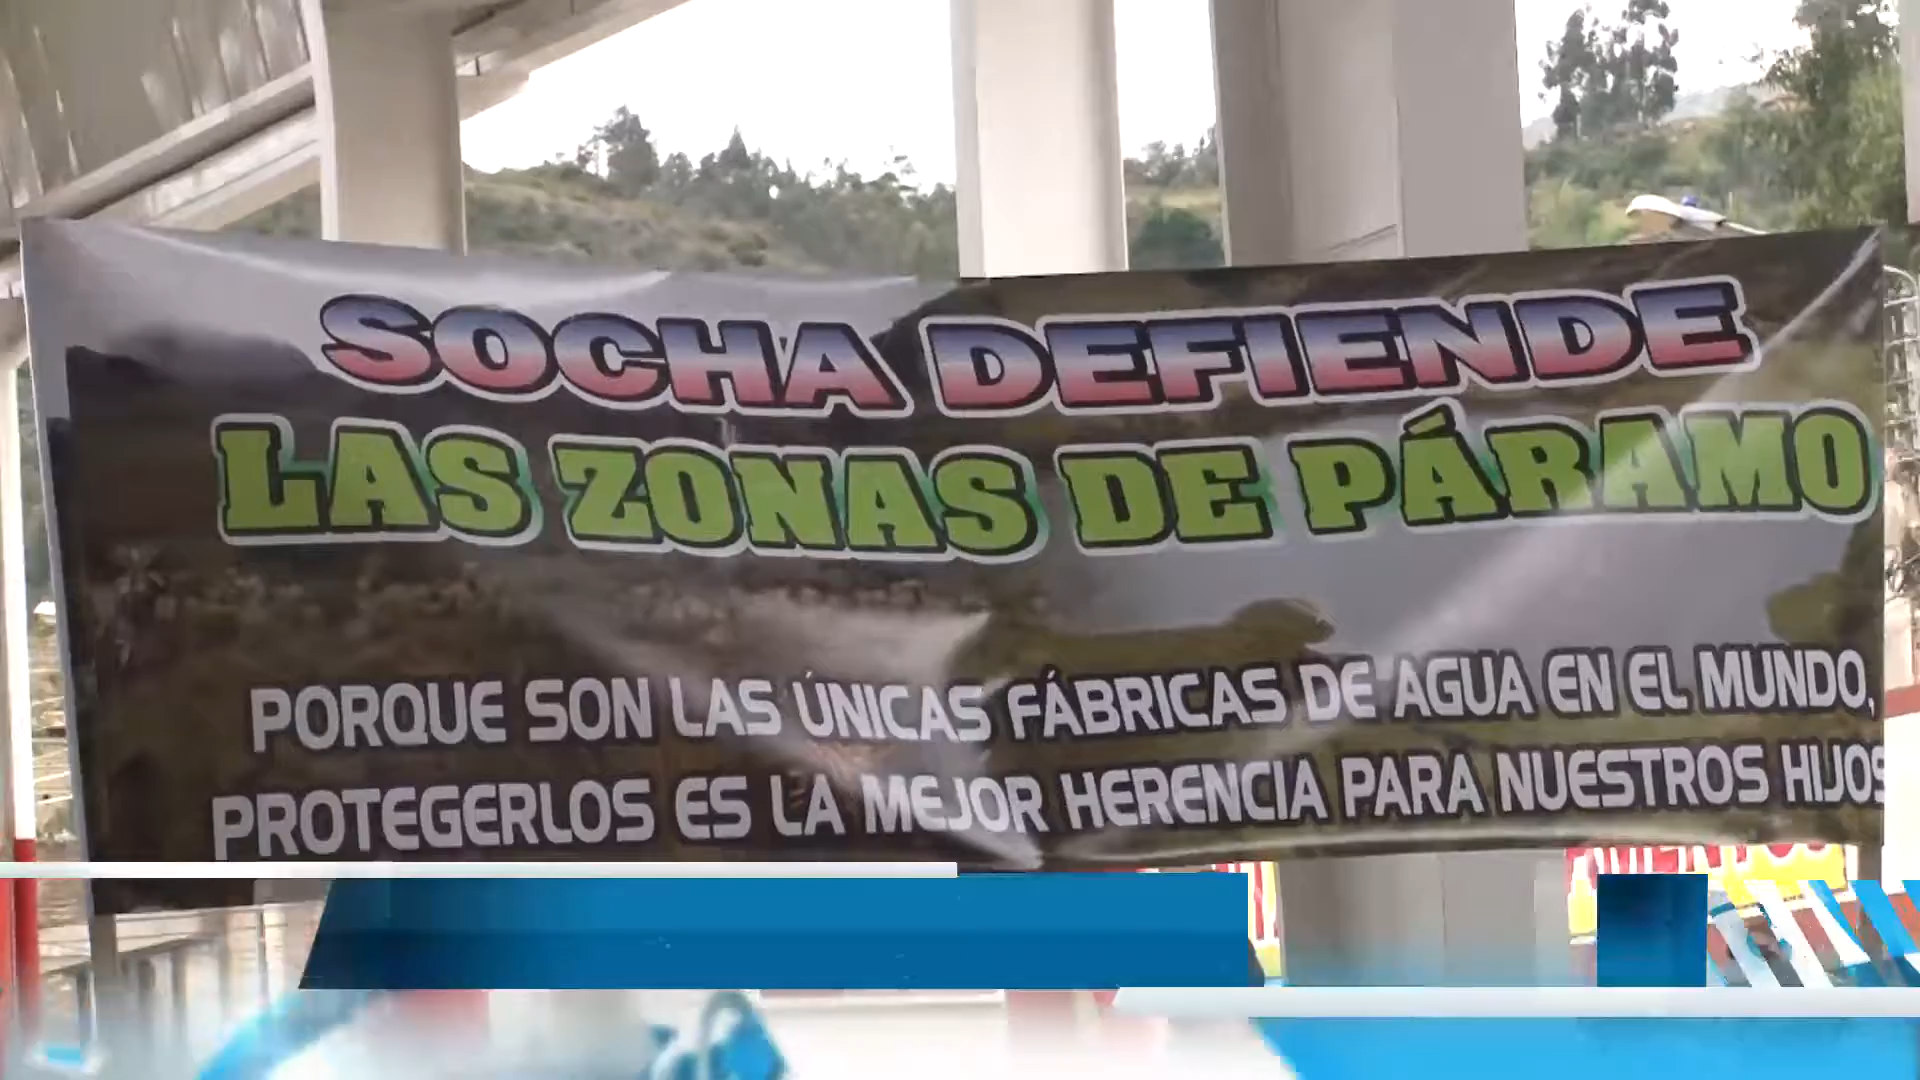 SOCHA DEFIENDE
LAS ZONAS DE PÁRAMO
PORQUE SON LAS ÚNICAS FÁBRICAS DE AGUA EN EL MUNDO,
PROTEGERLOS ES LA MEJOR HERENCIA PARA NUESTROS HIJOS